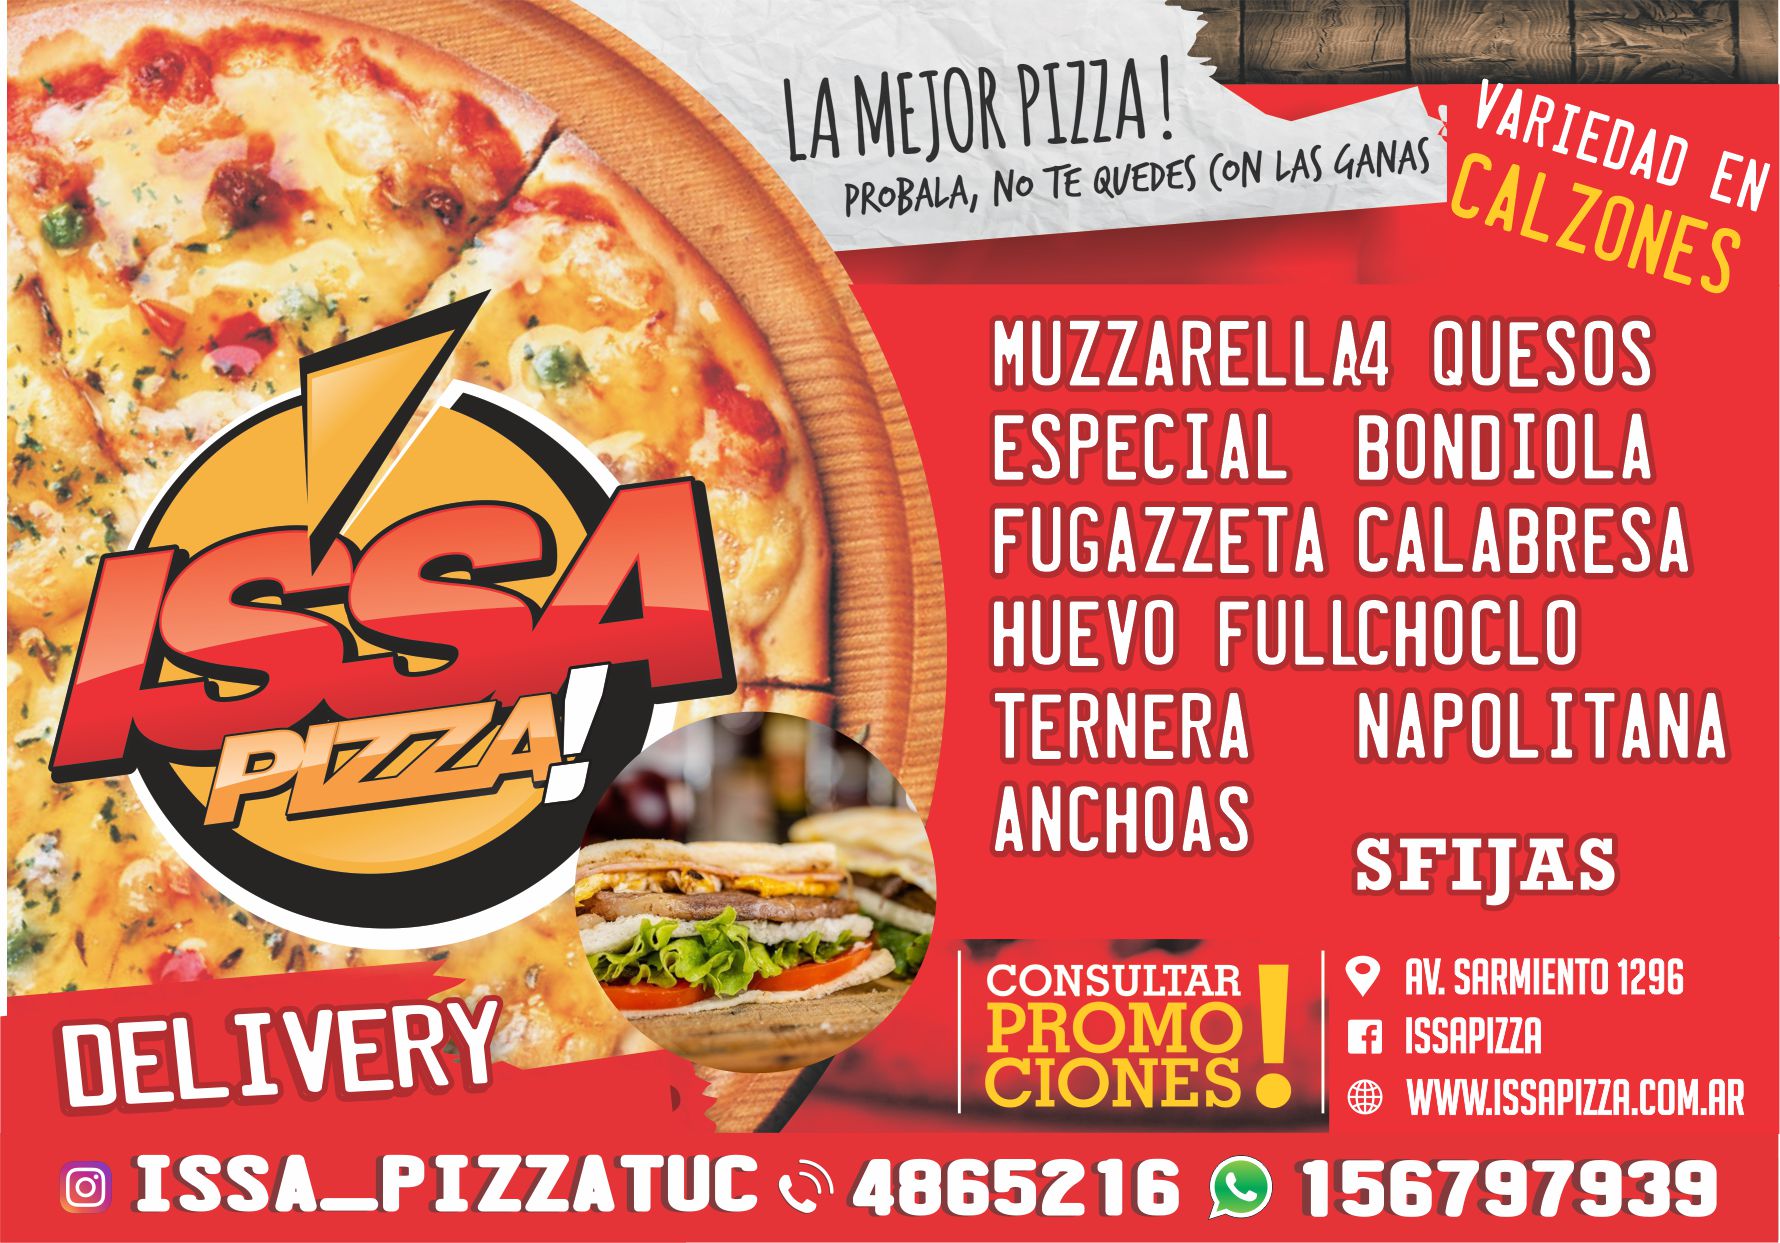 LA MEJOR PIZZA!
PROBALA, NO TE QUEDES CON LAS GANAS
VARIEDAD EN
CALZONES
ISSA
PIZZA!
MUZZARELLA 4 QUESOS
ESPECIAL BONDIOLA
FUGAZZETA CALABRESA
HUEVO FULL CHOCLO
TERNERA NAPOLITANA
ANCHOAS
SFIJAS
DELIVERY
CONSULTAR
PROMO
CIONES!
AV. SARMIENTO 1296
ISSAPIZZA
WWW.ISSAPIZZA.COM.AR
ISSA_PIZZATUC 4865216 156797939